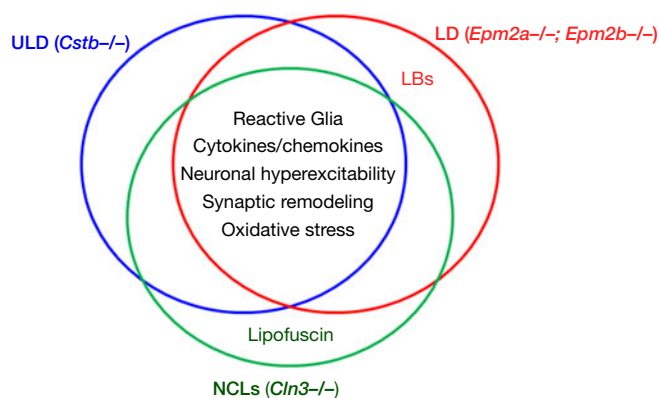 ULD (Cstb–/–)
LD (Epm2a–/–; Epm2b–/–)
LBs
Reactive Glia
Cytokines/chemokines
Neuronal hyperexcitability
Synaptic remodeling
Oxidative stress
Lipofuscin
NCLs (Cln3–/–)